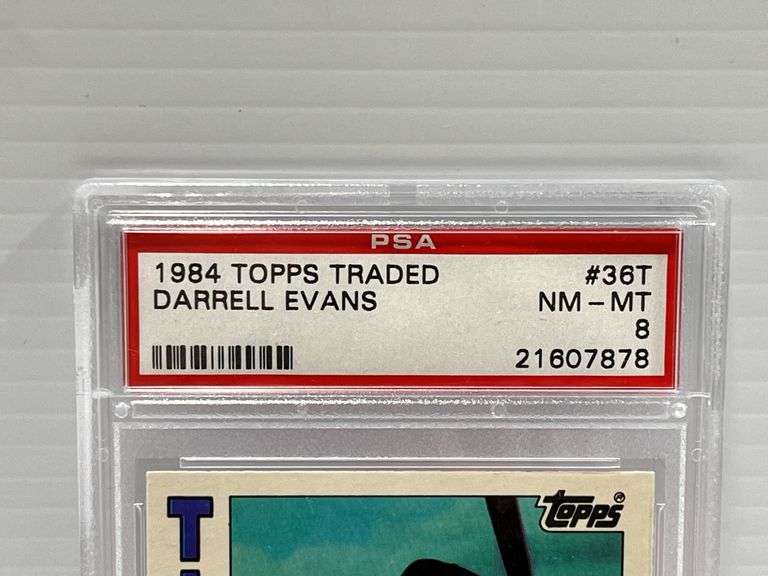 PSA
1984 TOPPS TRADED #36T
DARRELL EVANS NM-MT
8
21607878
TOPPS®
T